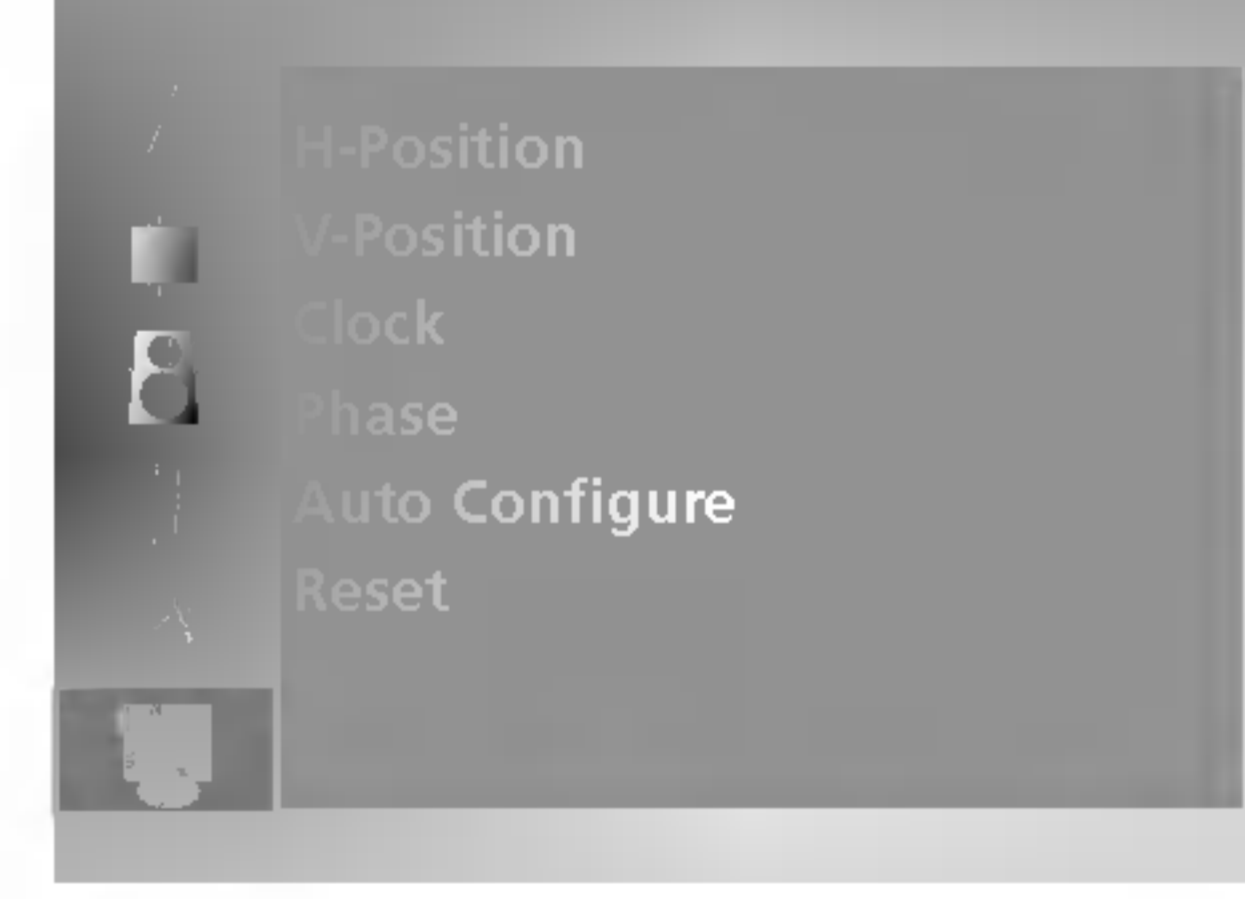 H-Position
V-Position
Clock
Phase
Auto Configure
Reset